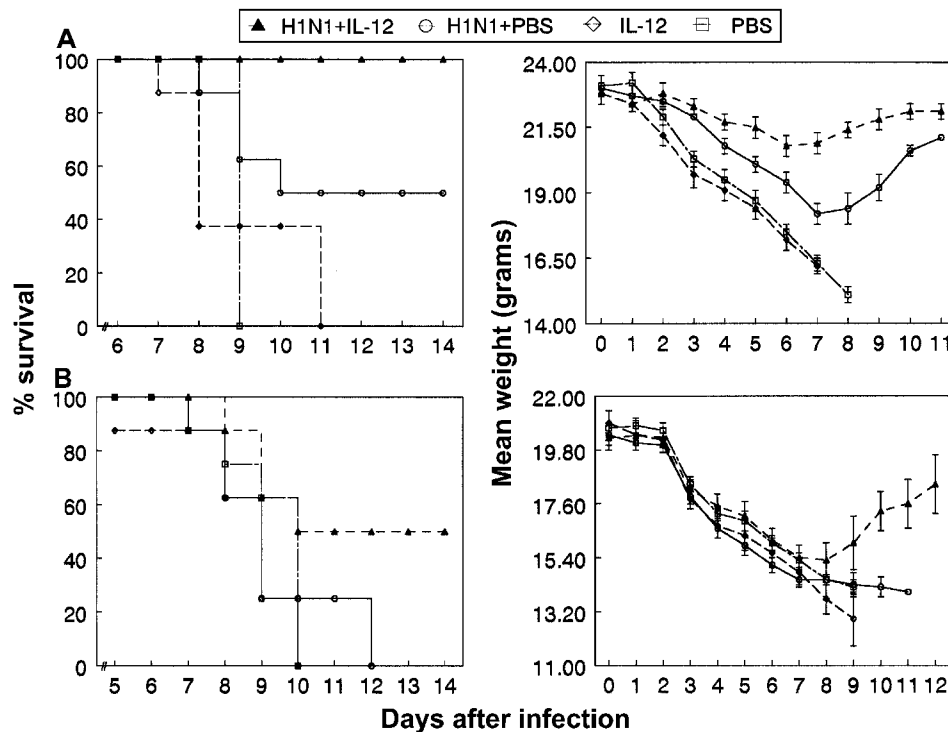 H1N1+IL-12 H1N1+PBS IL-12 PBS
A
100
80
60
40
20
0
6 7 8 9 10 11 12 13 14
24.00
21.50
19.00
16.50
14.00
0 1 2 3 4 5 6 7 8 9 10 11
% survival
Mean weight (grams)
B
100
80
60
40
20
0
5 6 7 8 9 10 11 12 13 14
22.00
19.80
17.60
15.40
13.20
11.00
0 1 2 3 4 5 6 7 8 9 10 11 12
Days after infection